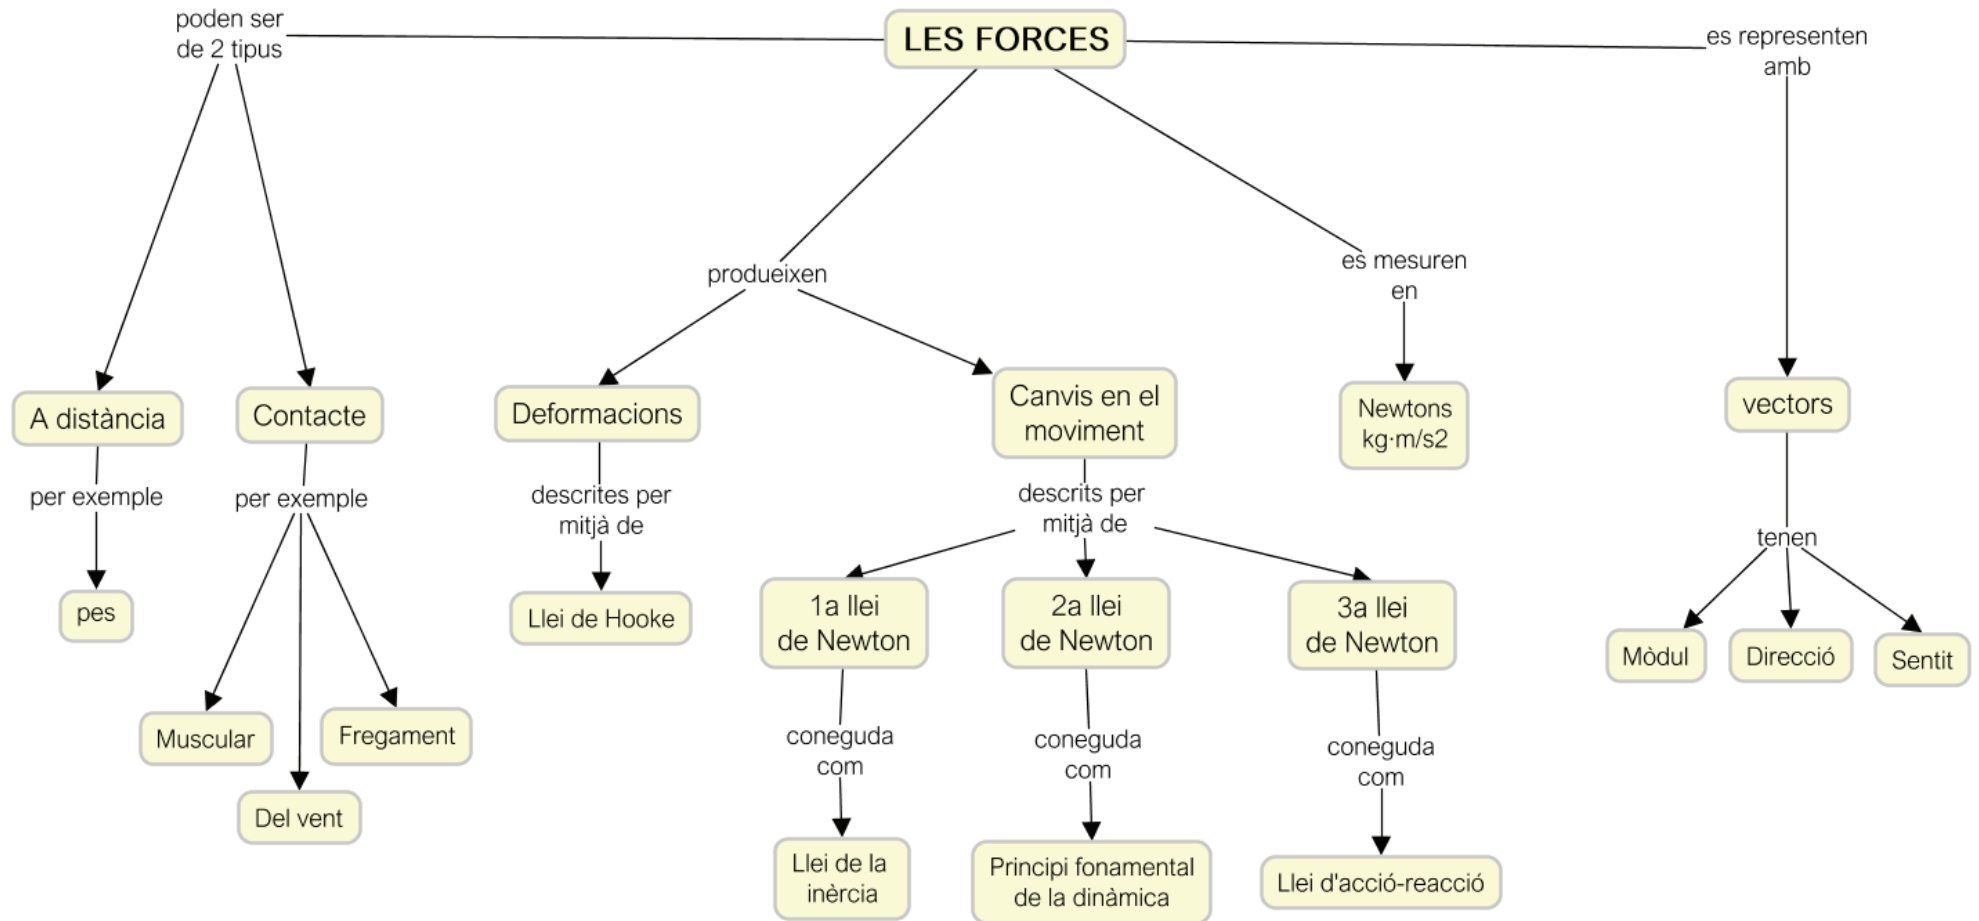 LES FORCES
poden ser
de 2 tipus
A distància
per exemple
pes
Contacte
per exemple
Muscular
Del vent
Fregament
produeixen
Deformacions
descrites per
mitjà de
Llei de Hooke
Canvis en el
moviment
descrits per
mitjà de
1a llei
de Newton
coneguda
com
Llei de la
inèrcia
2a llei
de Newton
coneguda
com
Principi fonamental
de la dinàmica
3a llei
de Newton
coneguda
com
Llei d'acció-reacció
es mesuren
en
Newtons
kg·m/s2
es representen
amb
vectors
tenen
Mòdul
Direcció
Sentit